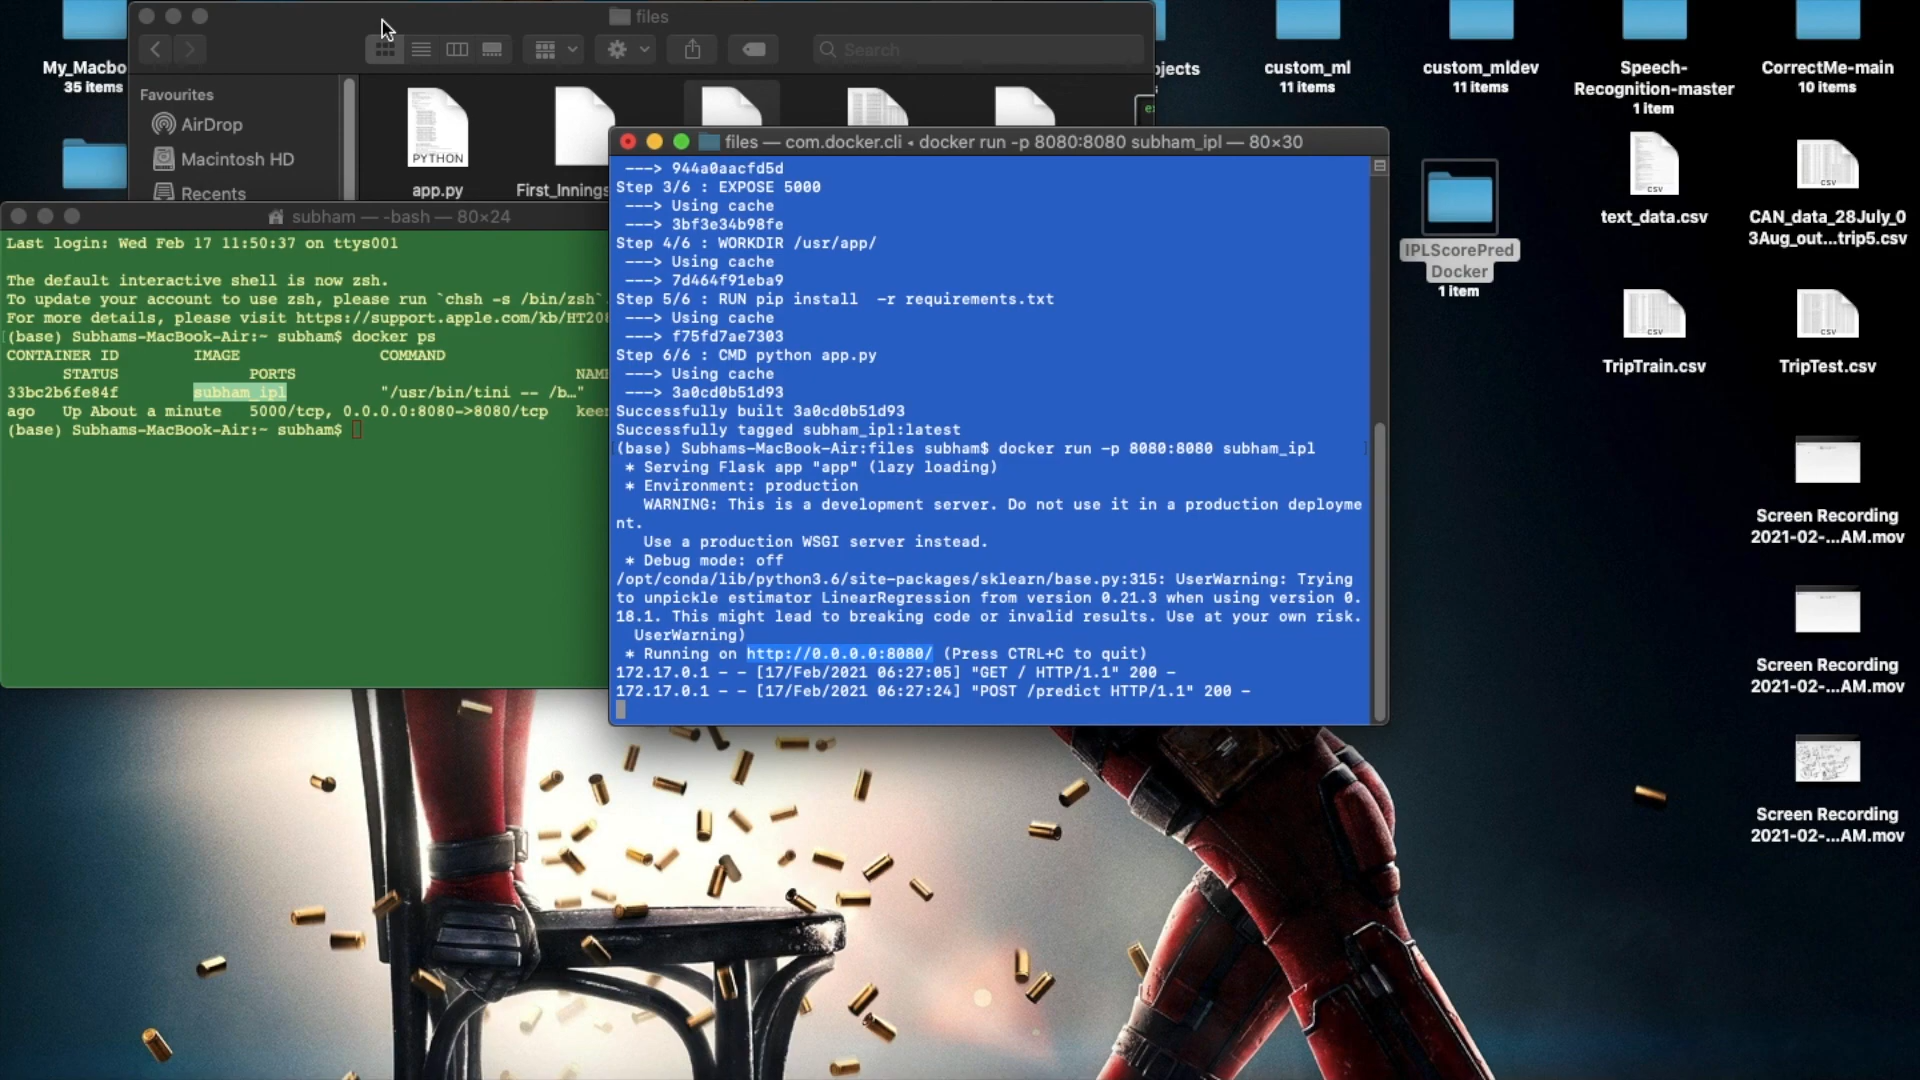 files
Search
Favourites
AirDrop
Macintosh HD
Recents
PYTHON
app.py
First_Innings
My_Macbo
35 items
bjects
custom_ml
11 items
custom_mldev
11 items
Speech-
Recognition-master
1 item
CorrectMe-main
10 items
IPLScorePred
Docker
1 item
csv
text_data.csv
csv
CAN_data_28July_0
3Aug_out...trip5.csv
csv
TripTrain.csv
csv
TripTest.csv
Screen Recording
2021-02-...AM.mov
Screen Recording
2021-02-...AM.mov
Screen Recording
2021-02-...AM.mov
subham — -bash — 80×24
Last login: Wed Feb 17 11:50:37 on ttys001
The default interactive shell is now zsh.
To update your account to use zsh, please run `chsh -s /bin/zsh`.
For more details, please visit https://support.apple.com/kb/HT208
(base) Subhams-MacBook-Air:~ subham$ docker ps
CONTAINER ID IMAGE COMMAND
STATUS PORTS NAM
33bc2b6fe84f subham_ipl "/usr/bin/tini -- /b…"
ago Up About a minute 5000/tcp, 0.0.0.0:8080->8080/tcp kee
(base) Subhams-MacBook-Air:~ subham$
files — com.docker.cli ◂ docker run -p 8080:8080 subham_ipl — 80×30
---> 944a0aacfd5d
Step 3/6 : EXPOSE 5000
---> Using cache
---> 3bf3e34b98fe
Step 4/6 : WORKDIR /usr/app/
---> Using cache
---> 7d464f91eba9
Step 5/6 : RUN pip install  -r requirements.txt
---> Using cache
---> f75fd7ae7303
Step 6/6 : CMD python app.py
---> Using cache
---> 3a0cd0b51d93
Successfully built 3a0cd0b51d93
Successfully tagged subham_ipl:latest
(base) Subhams-MacBook-Air:files subham$ docker run -p 8080:8080 subham_ipl
* Serving Flask app "app" (lazy loading)
* Environment: production
WARNING: This is a development server. Do not use it in a production deployme
nt.
Use a production WSGI server instead.
* Debug mode: off
/opt/conda/lib/python3.6/site-packages/sklearn/base.py:315: UserWarning: Trying
to unpickle estimator LinearRegression from version 0.21.3 when using version 0.
18.1. This might lead to breaking code or invalid results. Use at your own risk.
UserWarning)
* Running on http://0.0.0.0:8080/ (Press CTRL+C to quit)
172.17.0.1 - - [17/Feb/2021 06:27:05] "GET / HTTP/1.1" 200 -
172.17.0.1 - - [17/Feb/2021 06:27:24] "POST /predict HTTP/1.1" 200 -